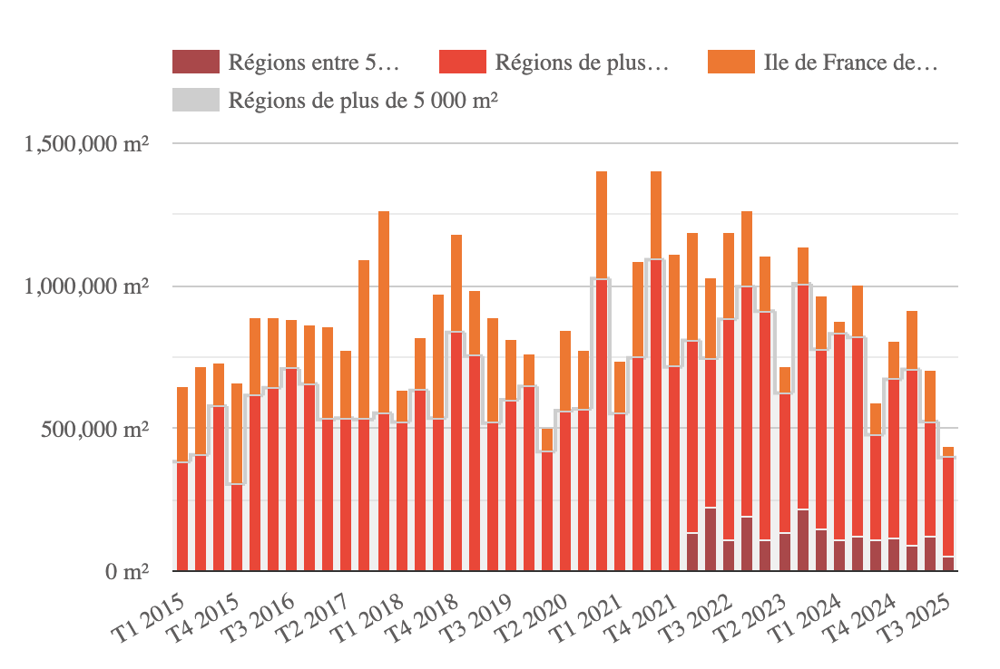 Régions entre 5… Régions de plus… Ile de France de…
Régions de plus de 5 000 m²
1,500,000 m²
1,000,000 m²
500,000 m²
0 m²
T1 2015 T4 2015 T3 2016 T2 2017 T1 2018 T4 2018 T3 2019 T2 2020 T1 2021 T4 2021 T3 2022 T2 2023 T1 2024 T4 2024 T3 2025